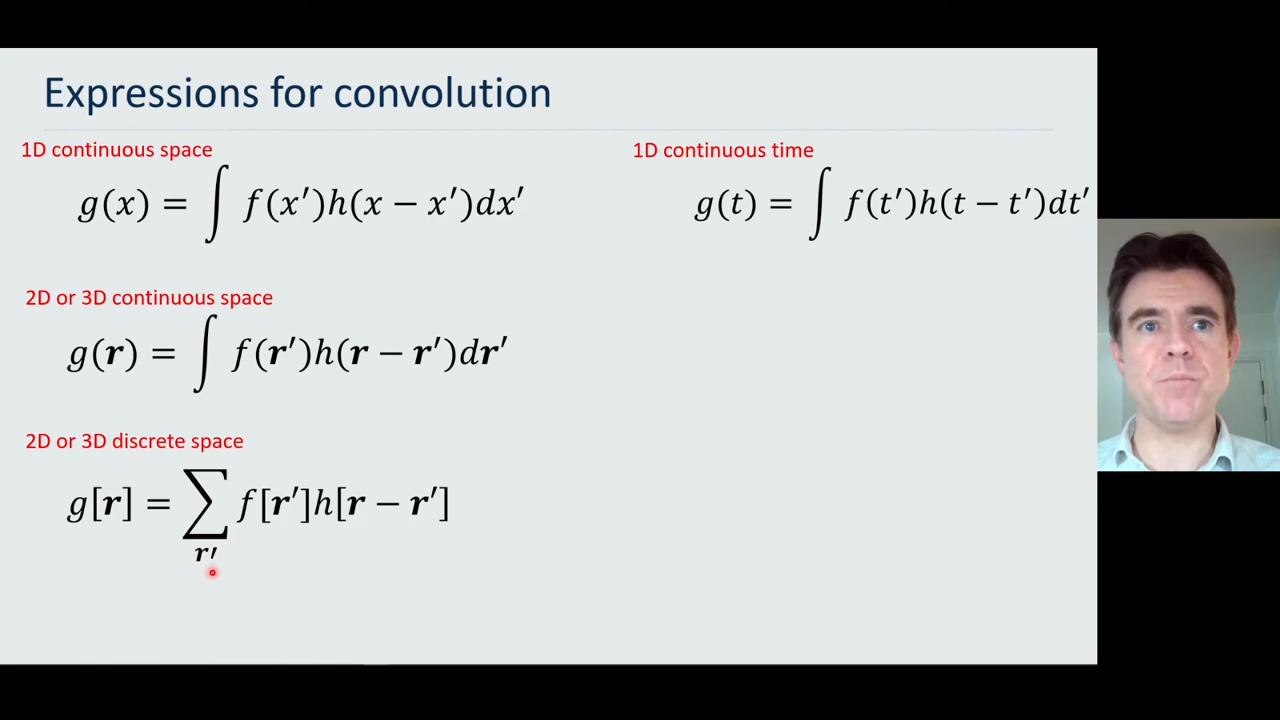 Expressions for convolution
1D continuous space
g(x) = ∫ f(x′)h(x − x′)dx′
1D continuous time
g(t) = ∫ f(t′)h(t − t′)dt′
2D or 3D continuous space
g(𝒓) = ∫ f(𝒓′)h(𝒓 − 𝒓′)d𝒓′
2D or 3D discrete space
g[𝒓] = ∑ f[𝒓′]h[𝒓 − 𝒓′]
𝒓′